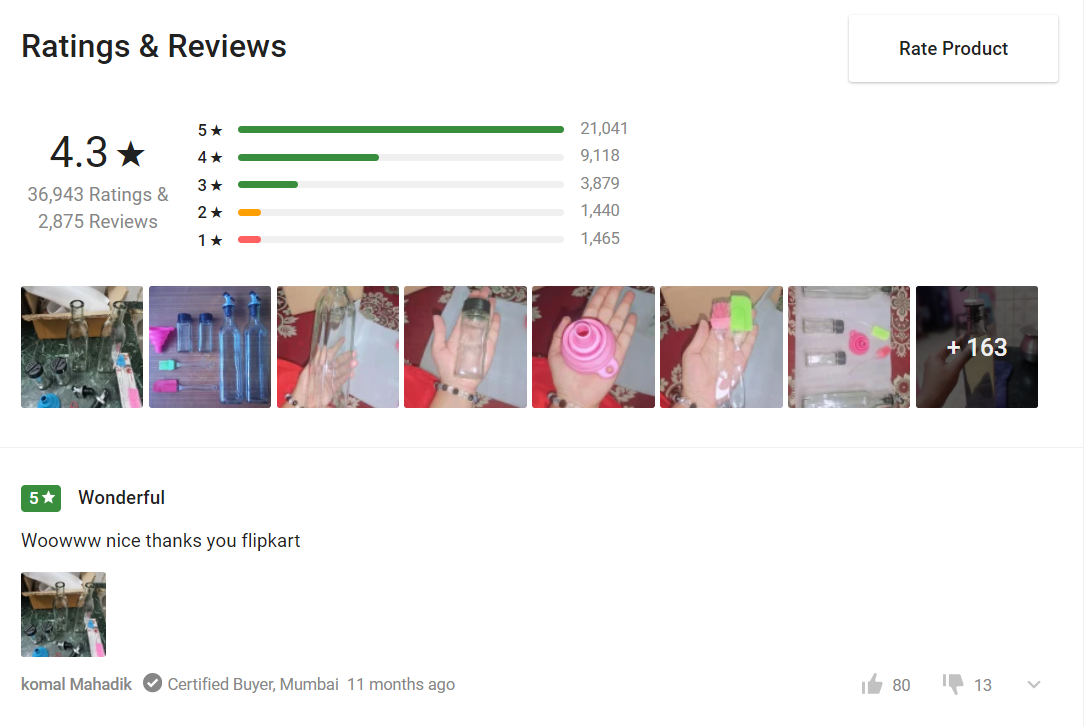 Ratings & Reviews
Rate Product
4.3 ★
36,943 Ratings &
2,875 Reviews
5 ★ 21,041
4 ★ 9,118
3 ★ 3,879
2 ★ 1,440
1 ★ 1,465
+ 163
5 ★ Wonderful
Woowww nice thanks you flipkart
komal Mahadik Certified Buyer, Mumbai 11 months ago
80 13